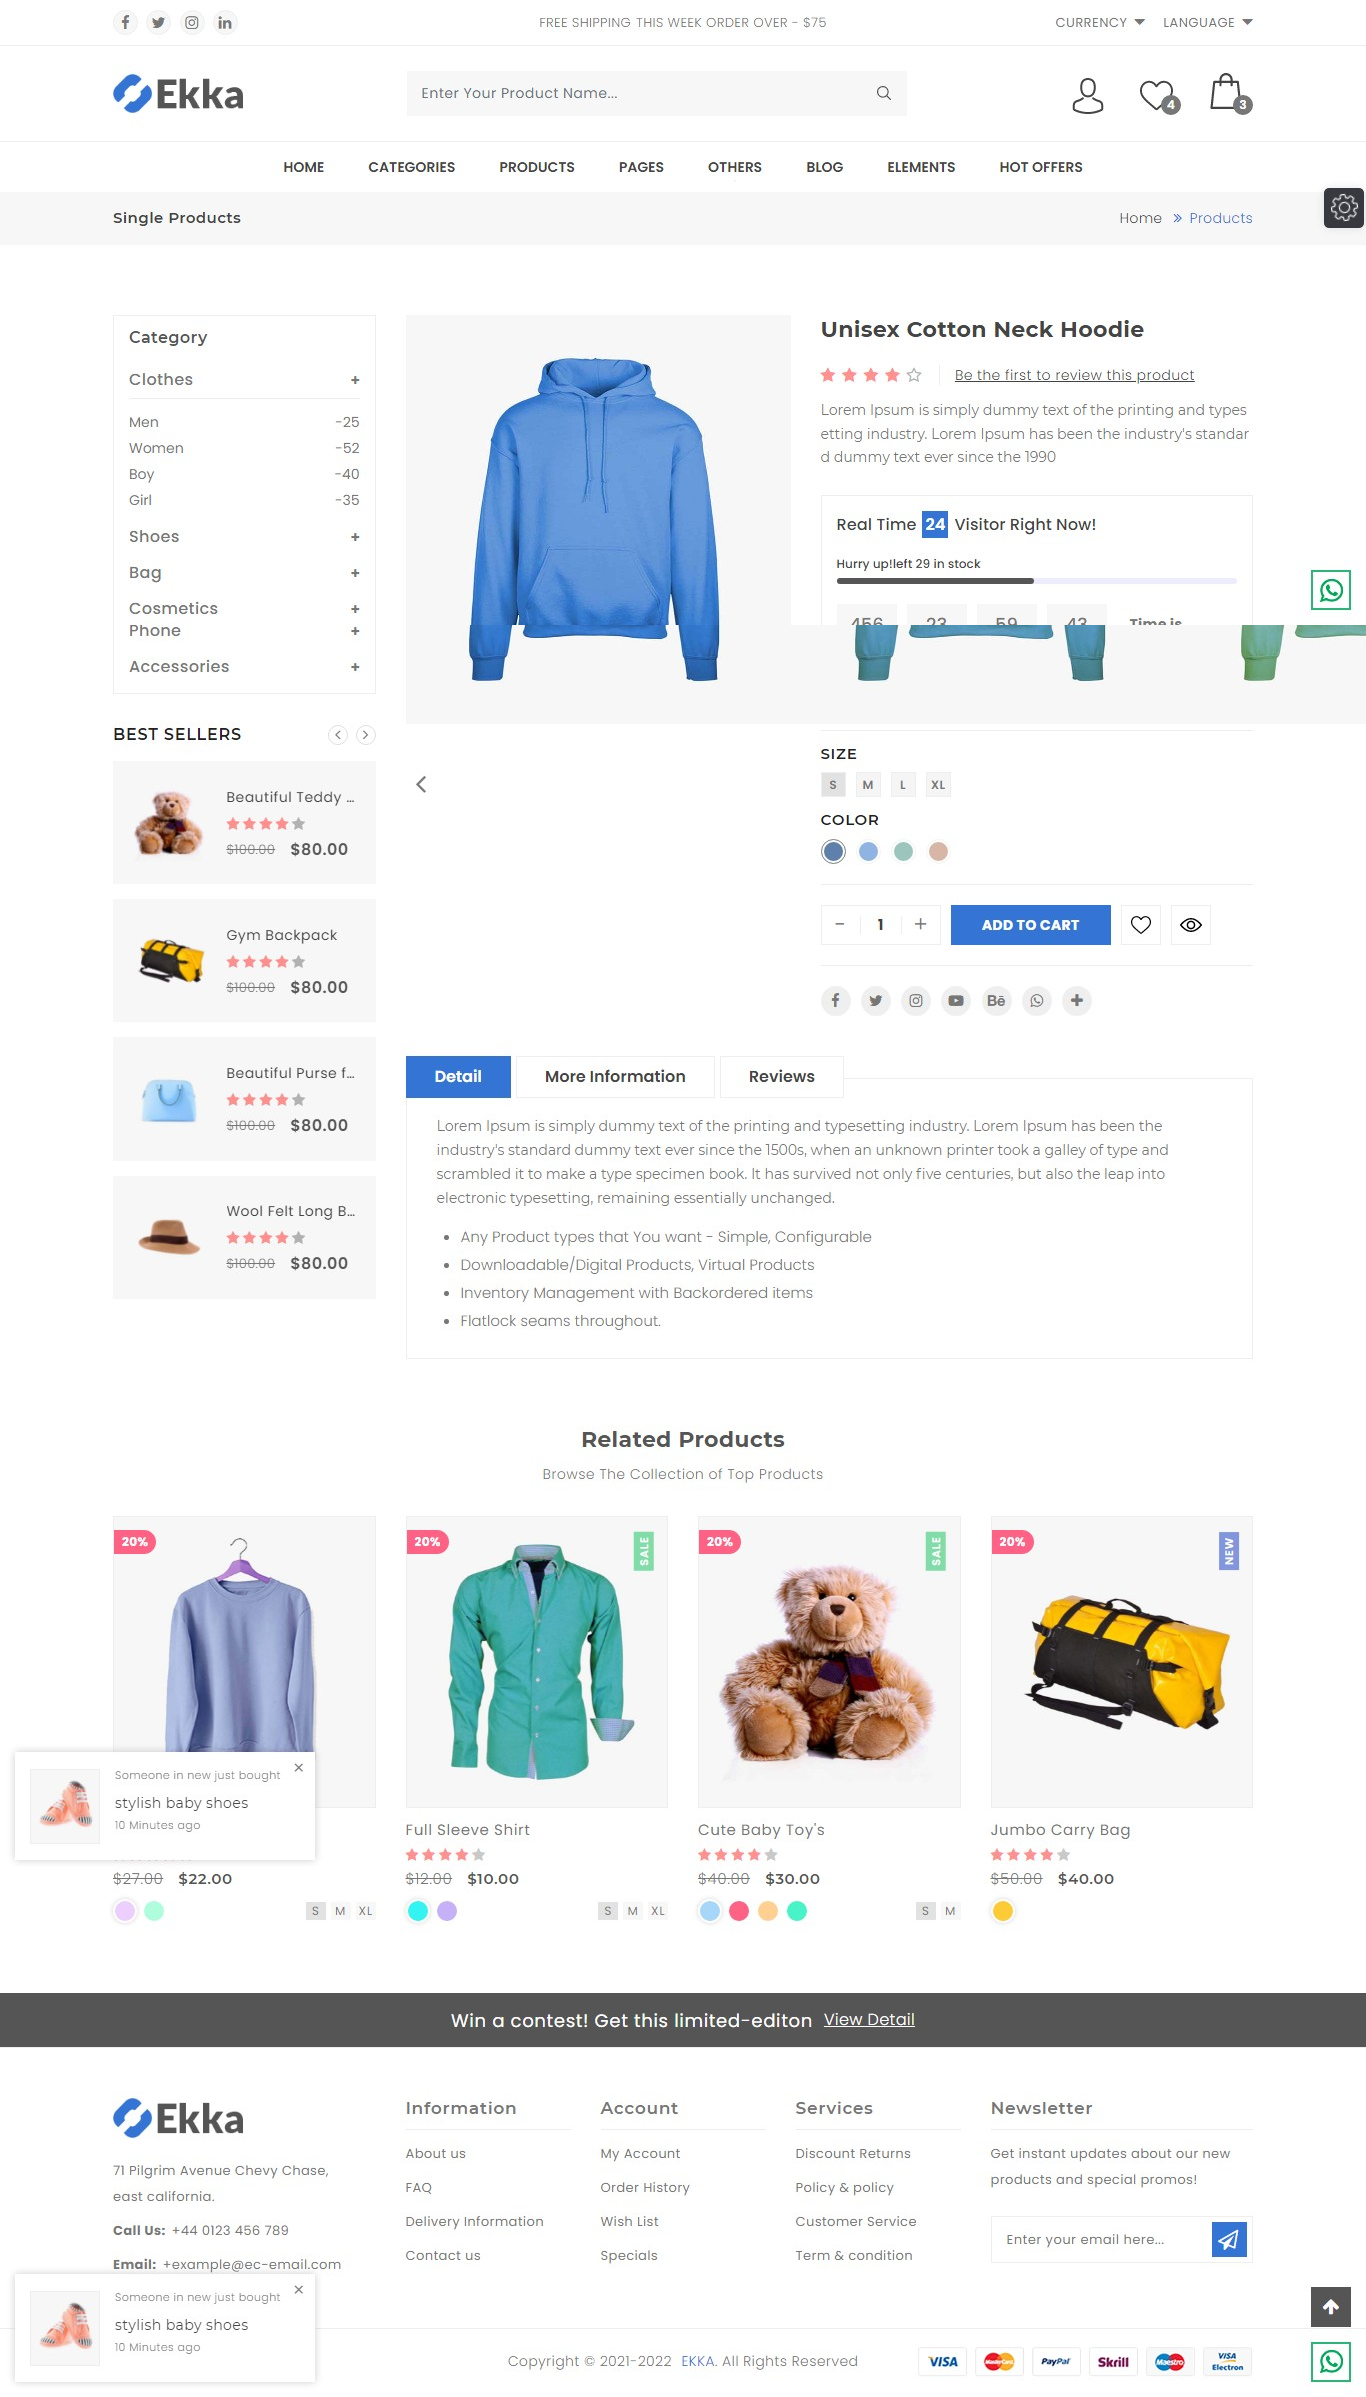 FREE SHIPPING THIS WEEK ORDER OVER - $75
CURRENCY
LANGUAGE
Ekka
Enter Your Product Name...
4
3
HOME
CATEGORIES
PRODUCTS
PAGES
OTHERS
BLOG
ELEMENTS
HOT OFFERS
Single Products
Home » Products
Category
Clothes +
Men -25
Women -52
Boy -40
Girl -35
Shoes +
Bag +
Cosmetics +
Phone +
Accessories +
BEST SELLERS
Beautiful Teddy ...
$100.00 $80.00
Gym Backpack
$100.00 $80.00
Beautiful Purse f...
$100.00 $80.00
Wool Felt Long B...
$100.00 $80.00
Unisex Cotton Neck Hoodie
Be the first to review this product
Lorem Ipsum is simply dummy text of the printing and types
etting industry. Lorem Ipsum has been the industry's standar
d dummy text ever since the 1990
Real Time 24 Visitor Right Now!
Hurry up!left 29 in stock
456 23 59 43 Time is
SIZE
S M L XL
COLOR
- 1 +
ADD TO CART
Bē
Detail
More Information
Reviews
Lorem Ipsum is simply dummy text of the printing and typesetting industry. Lorem Ipsum has been the
industry's standard dummy text ever since the 1500s, when an unknown printer took a galley of type and
scrambled it to make a type specimen book. It has survived not only five centuries, but also the leap into
electronic typesetting, remaining essentially unchanged.
• Any Product types that You want - Simple, Configurable
• Downloadable/Digital Products, Virtual Products
• Inventory Management with Backordered items
• Flatlock seams throughout.
Related Products
Browse The Collection of Top Products
20%
20%
SALE
20%
SALE
20%
NEW
Someone in new just bought ×
stylish baby shoes
10 Minutes ago
$27.00 $22.00
S M XL
Full Sleeve Shirt
$12.00 $10.00
S M XL
Cute Baby Toy's
$40.00 $30.00
S M
Jumbo Carry Bag
$50.00 $40.00
Win a contest! Get this limited-editon View Detail
Ekka
71 Pilgrim Avenue Chevy Chase,
east california.
Call Us: +44 0123 456 789
Email: +example@ec-email.com
Information
About us
FAQ
Delivery Information
Contact us
Account
My Account
Order History
Wish List
Specials
Services
Discount Returns
Policy & policy
Customer Service
Term & condition
Newsletter
Get instant updates about our new
products and special promos!
Enter your email here...
Someone in new just bought ×
stylish baby shoes
10 Minutes ago
Copyright © 2021-2022 EKKA. All Rights Reserved
VISA
MasterCard
PayPal
Skrill
Maestro
VISA
Electron